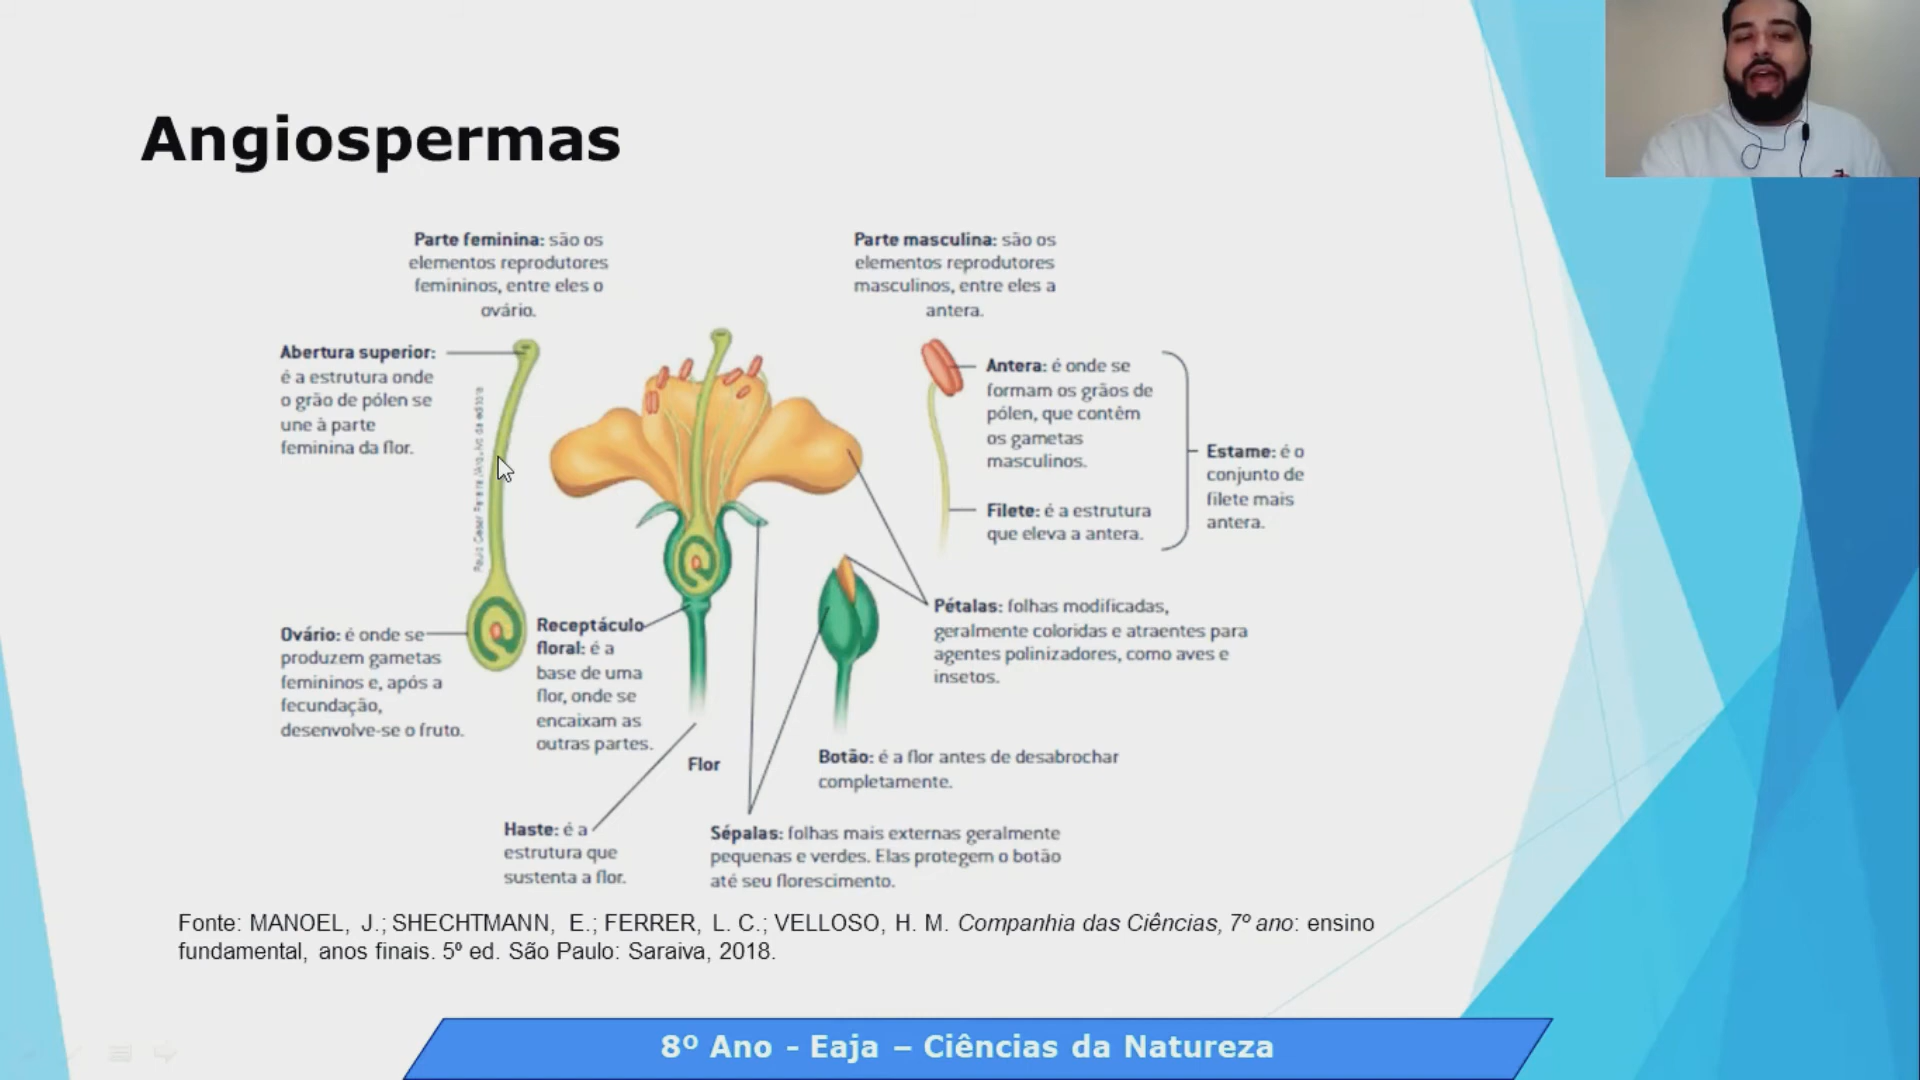 Angiospermas
Parte feminina: são os
elementos reprodutores
femininos, entre eles o
ovário.
Parte masculina: são os
elementos reprodutores
masculinos, entre eles a
antera.
Abertura superior:
é a estrutura onde
o grão de pólen se
une à parte
feminina da flor.
Paulo Cesar Pereira/Arquivo da editora
Antera: é onde se
formam os grãos de
pólen, que contêm
os gametas
masculinos.
Filete: é a estrutura
que eleva a antera.
Estame: é o
conjunto de
filete mais
antera.
Ovário: é onde se
produzem gametas
femininos e, após a
fecundação,
desenvolve-se o fruto.
Receptáculo
floral: é a
base de uma
flor, onde se
encaixam as
outras partes.
Pétalas: folhas modificadas,
geralmente coloridas e atraentes para
agentes polinizadores, como aves e
insetos.
Flor
Botão: é a flor antes de desabrochar
completamente.
Haste: é a
estrutura que
sustenta a flor.
Sépalas: folhas mais externas geralmente
pequenas e verdes. Elas protegem o botão
até seu florescimento.
Fonte: MANOEL, J.; SHECHTMANN, E.; FERRER, L. C.; VELLOSO, H. M. Companhia das Ciências, 7º ano: ensino
fundamental, anos finais. 5º ed. São Paulo: Saraiva, 2018.
8º Ano - Eaja – Ciências da Natureza